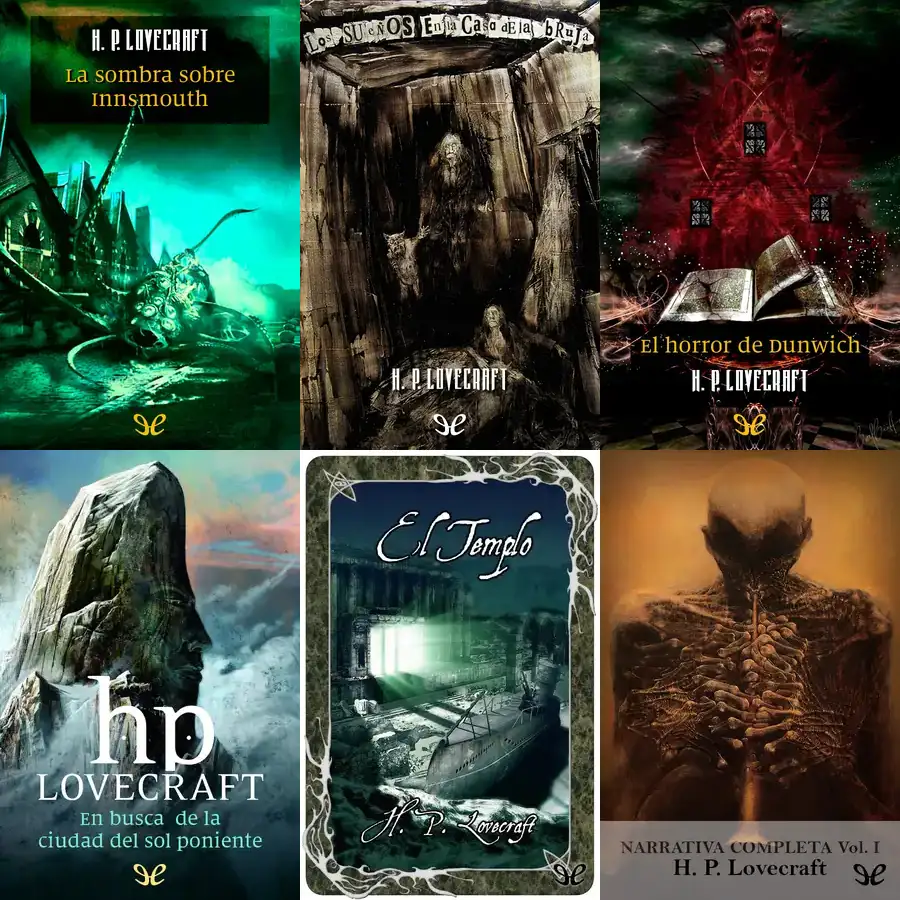 H. P. LOVECRAFT
La sombra sobre
Innsmouth
Los SUEÑOS En la Casa de la bRuja
H. P. LOVECRAFT
El horror de Dunwich
H. P. LOVECRAFT
hp
LOVECRAFT
En busca de la
ciudad del sol poniente
El Templo
H. P. Lovecraft
NARRATIVA COMPLETA Vol. I
H. P. Lovecraft